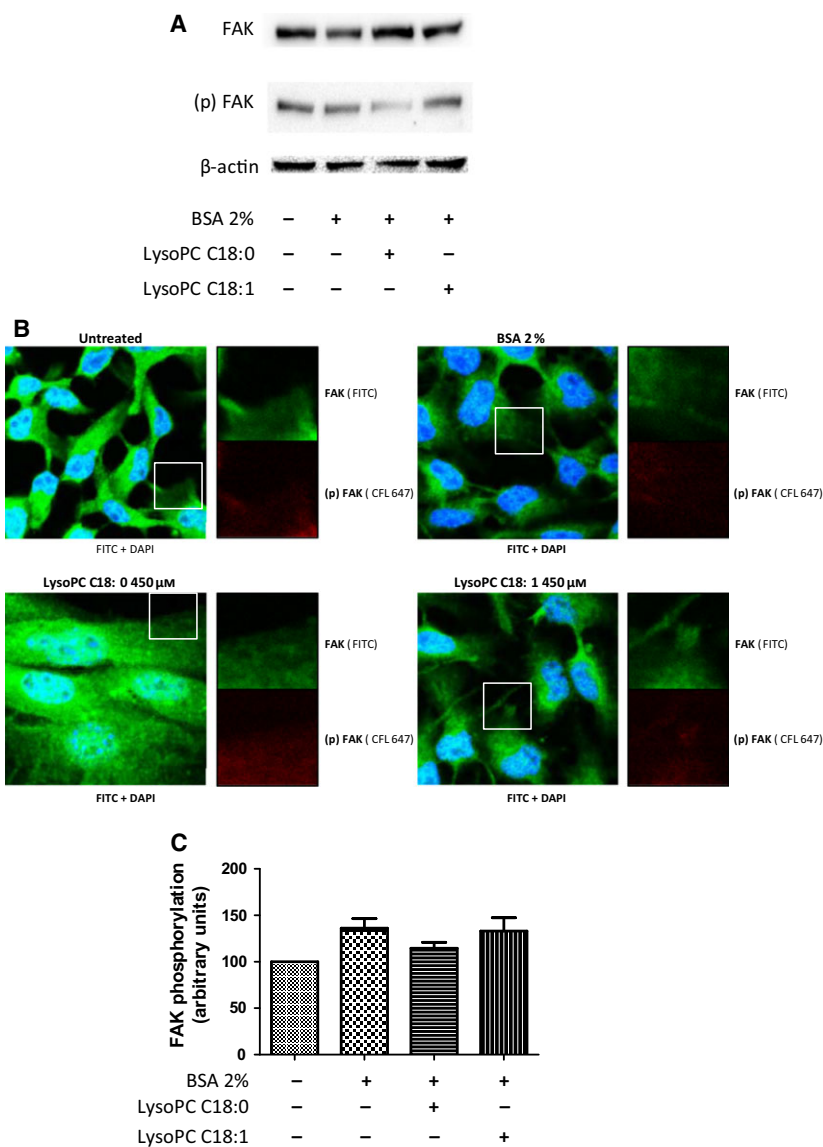 A
FAK
(p) FAK
β-actin
BSA 2% – + + +
LysoPC C18:0 – – + –
LysoPC C18:1 – – – +
B
Untreated
BSA 2 %
FAK ( FITC)
FAK (FITC)
(p) FAK ( CFL 647)
(p) FAK ( CFL 647)
FITC + DAPI
FITC + DAPI
LysoPC C18: 0 450 µM
LysoPC C18: 1 450 µM
FAK (FITC)
FAK (FITC)
(p) FAK ( CFL 647)
(p) FAK ( CFL 647)
FITC + DAPI
FITC + DAPI
C
FAK phosphorylation
(arbitrary units)
200
150
100
50
0
BSA 2% – + + +
LysoPC C18:0 – – + –
LysoPC C18:1 – – – +